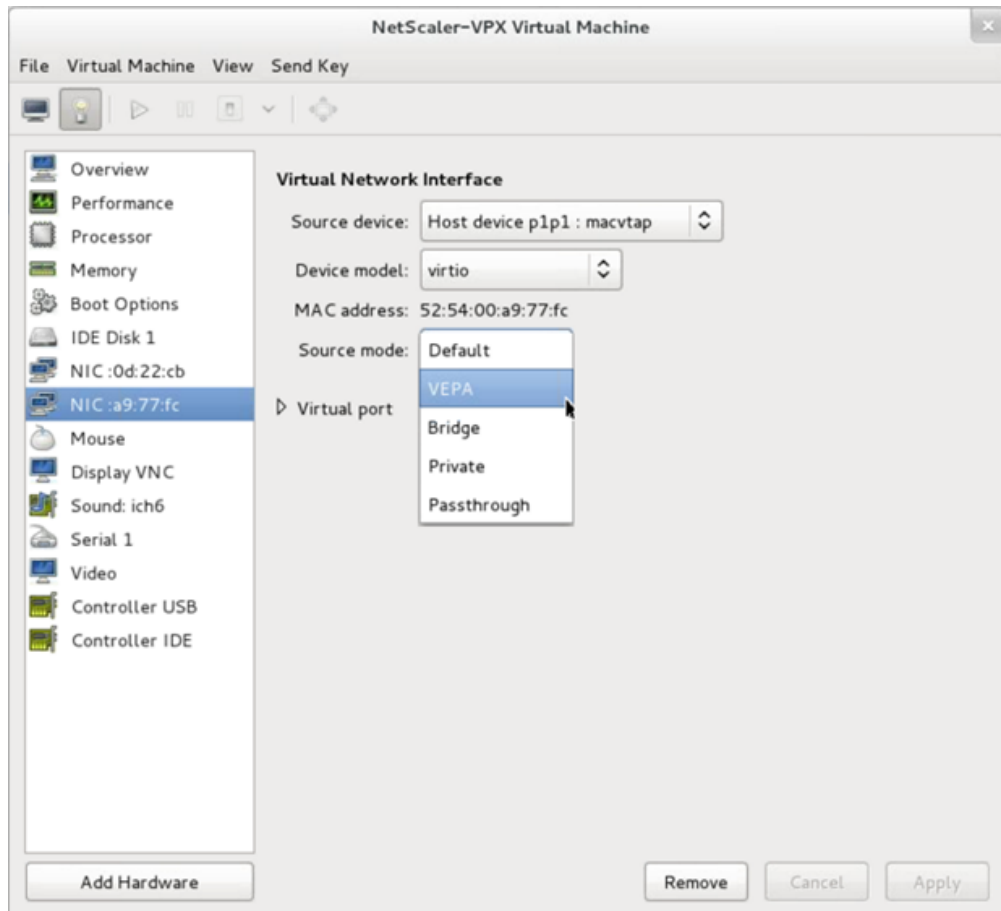 NetScaler-VPX Virtual Machine
File Virtual Machine View Send Key
Overview
Performance
Processor
Memory
Boot Options
IDE Disk 1
NIC :0d:22:cb
NIC :a9:77:fc
Mouse
Display VNC
Sound: ich6
Serial 1
Video
Controller USB
Controller IDE
Add Hardware
Virtual Network Interface
Source device: Host device p1p1 : macvtap
Device model: virtio
MAC address: 52:54:00:a9:77:fc
Source mode: Default
VEPA
Bridge
Private
Passthrough
Virtual port
Remove Cancel Apply